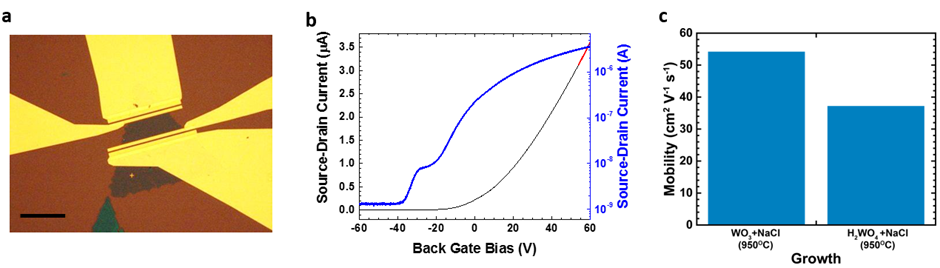 a
b
c
Source-Drain Current (μA)
3.5
3.0
2.5
2.0
1.5
1.0
0.5
0.0
-60 -40 -20 0 20 40 60
Back Gate Bias (V)
10⁻⁶
10⁻⁷
10⁻⁸
10⁻⁹
Source-Drain Current (A)
Mobility (cm² V⁻¹ s⁻¹)
60
50
40
30
20
10
0
WO₃+NaCl
(950ᴼC)
H₂WO₄+NaCl
(950ᴼC)
Growth